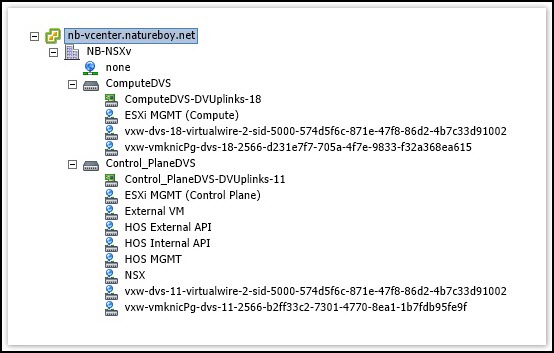 nb-vcenter.natureboy.net
NB-NSXv
none
ComputeDVS
ComputeDVS-DVUplinks-18
ESXi MGMT (Compute)
vxw-dvs-18-virtualwire-2-sid-5000-574d5f6c-871e-47f8-86d2-4b7c33d91002
vxw-vmknicPg-dvs-18-2566-d231e7f7-705a-4f7e-9833-f32a368ea615
Control_PlaneDVS
Control_PlaneDVS-DVUplinks-11
ESXi MGMT (Control Plane)
External VM
HOS External API
HOS Internal API
HOS MGMT
NSX
vxw-dvs-11-virtualwire-2-sid-5000-574d5f6c-871e-47f8-86d2-4b7c33d91002
vxw-vmknicPg-dvs-11-2566-b2ff33c2-7301-4770-8ea1-1b7fdb95fe9f